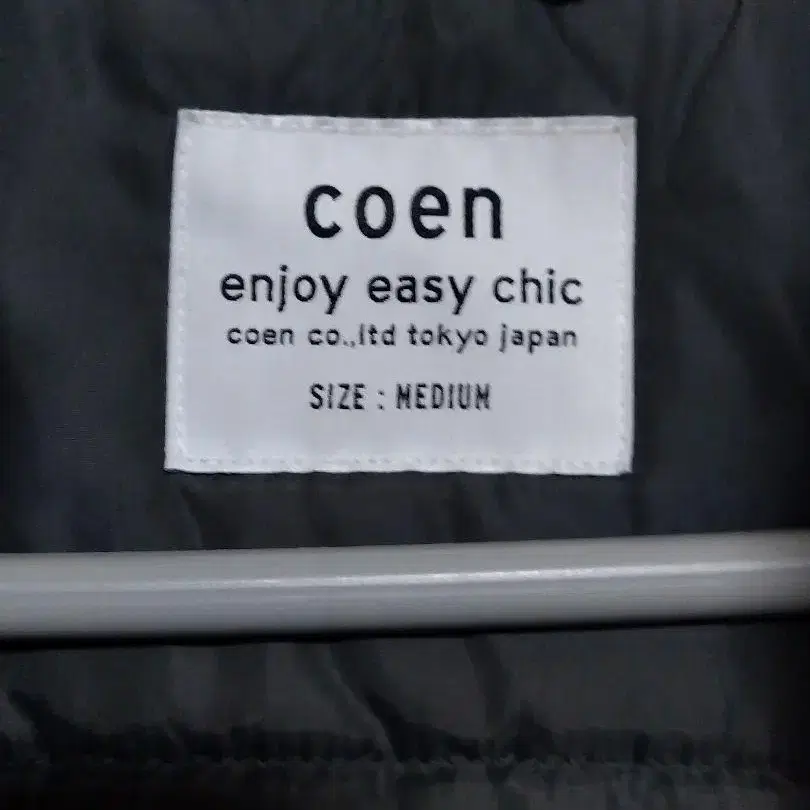 coen
enjoy easy chic
coen co.,ltd tokyo japan
SIZE : MEDIUM